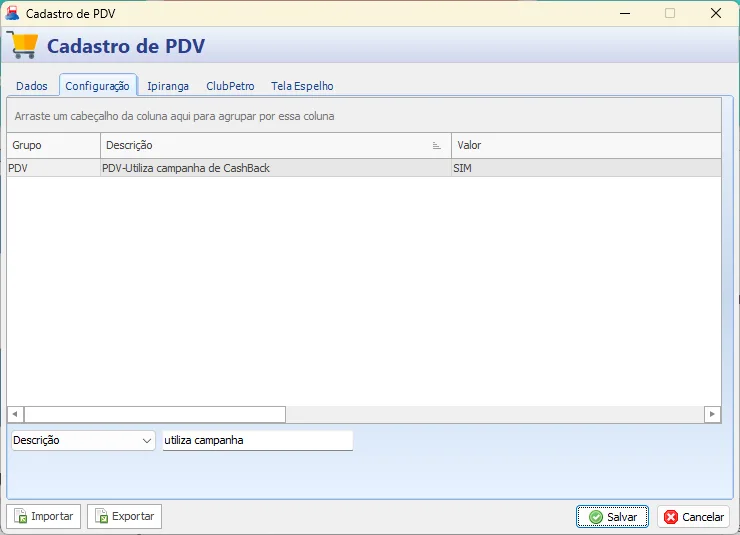 Cadastro de PDV
Cadastro de PDV
Dados Configuração Ipiranga ClubPetro Tela Espelho
Arraste um cabeçalho da coluna aqui para agrupar por essa coluna
Grupo Descrição Valor
PDV PDV-Utiliza campanha de CashBack SIM
Descrição utiliza campanha
Importar Exportar Salvar Cancelar